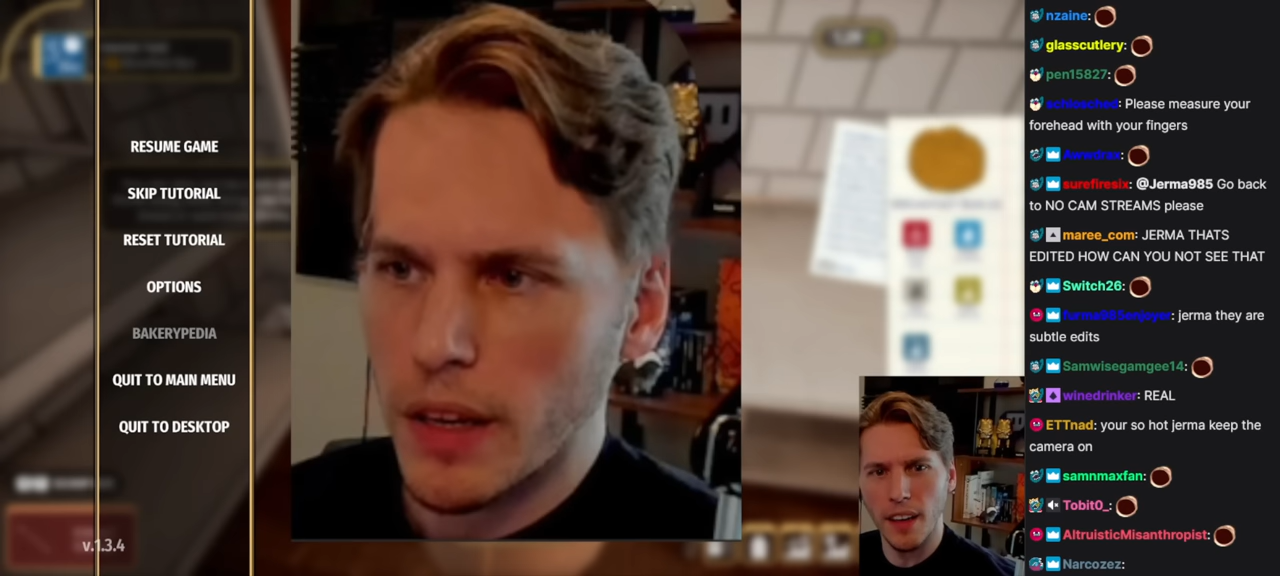 RESUME GAME
SKIP TUTORIAL
RESET TUTORIAL
OPTIONS
BAKERYPEDIA
QUIT TO MAIN MENU
QUIT TO DESKTOP
v.1.3.4
nzaine:
glasscutlery:
pen15827:
schlosched: Please measure your
forehead with your fingers
Awwdrax:
surefiresix: @Jerma985 Go back
to NO CAM STREAMS please
maree_com: JERMA THATS
EDITED HOW CAN YOU NOT SEE THAT
Switch26:
furma985enjoyer: jerma they are
subtle edits
Samwisegamgee14:
winedrinker: REAL
ETTnad: your so hot jerma keep the
camera on
samnmaxfan:
Tobit0_:
AltruisticMisanthropist:
Narcozez: